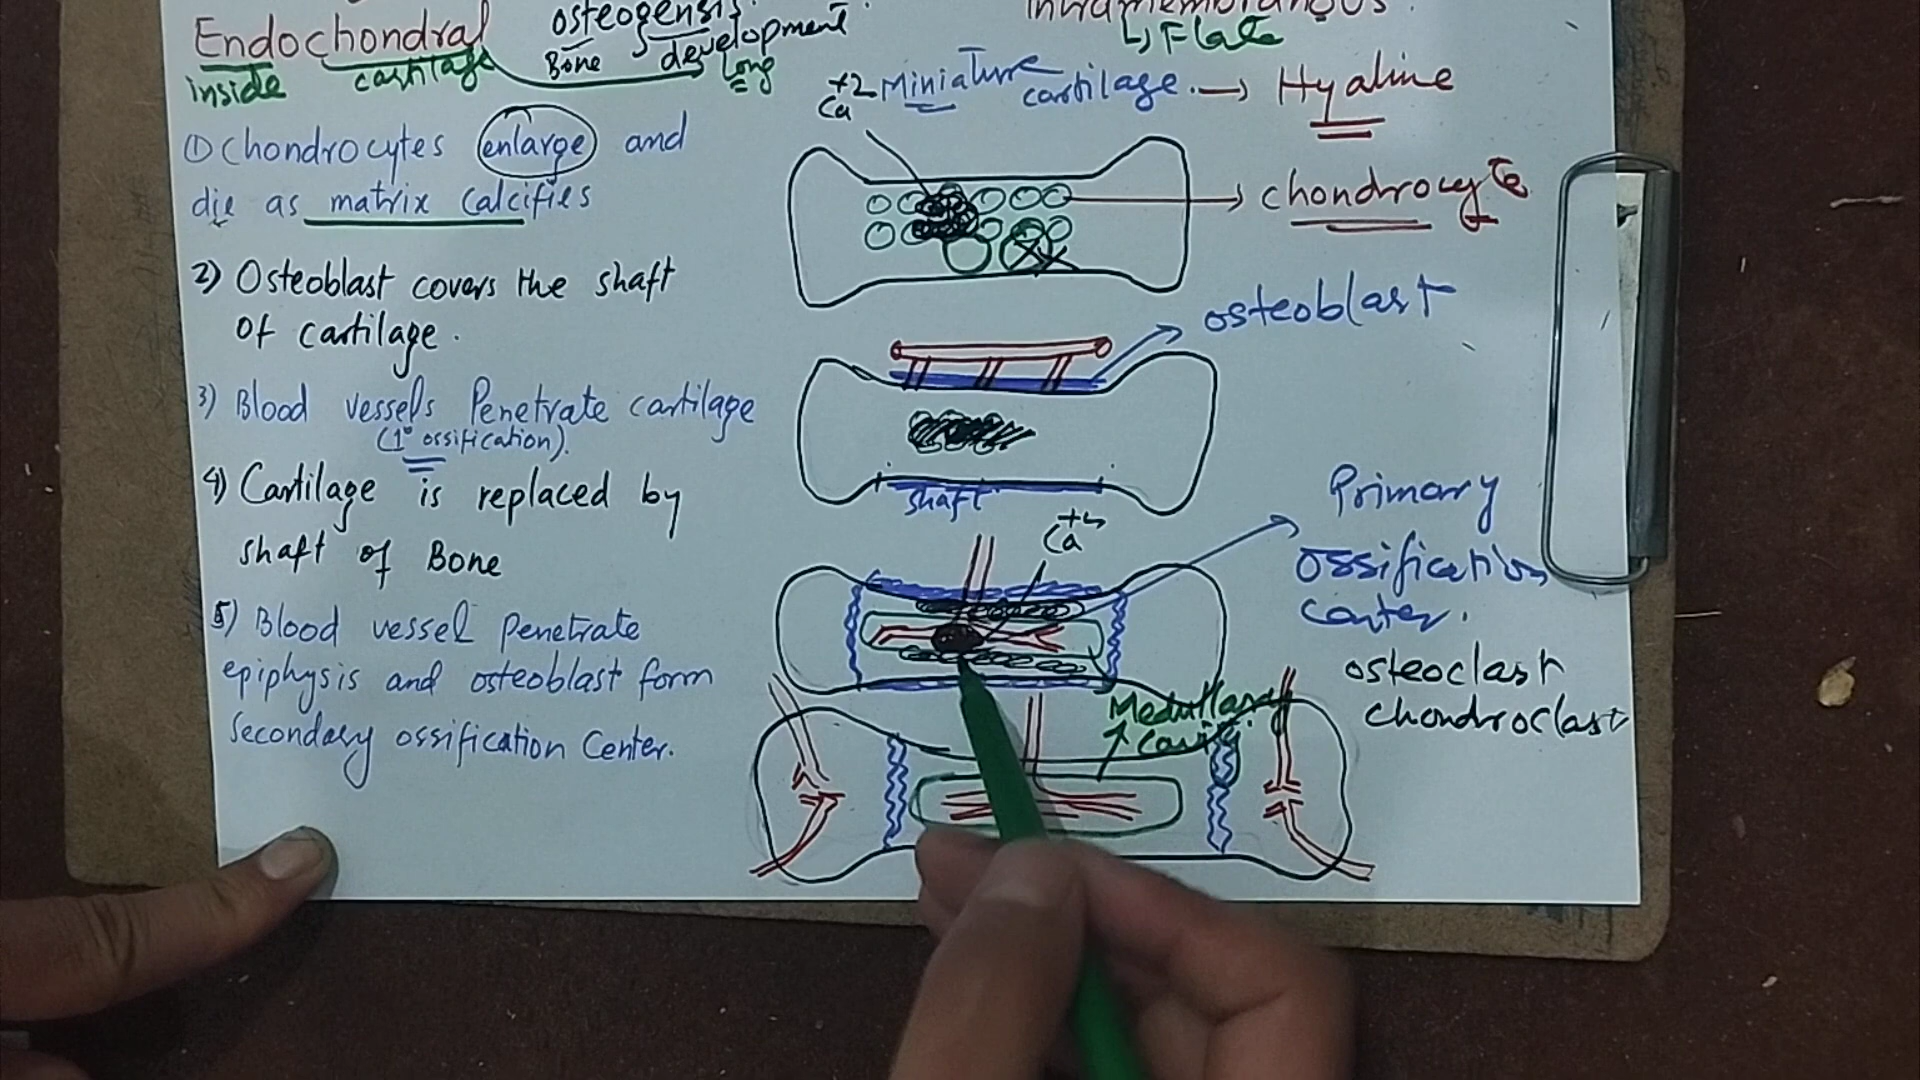 Endochondral
osteogensis
Bone development
inside cartilage Long
Intramembranous
↳ Flate
Ca+2
Miniature cartilage. → Hyaline
① Chondrocytes enlarge and
die as matrix calcifies
chondrocyte
2) Osteoblast covers the shaft
of cartilage.
osteoblast
3) Blood vessels Penetrate cartilage
(1° ossification).
4) Cartilage is replaced by
shaft of Bone
shaft
Ca
Primary
ossification
Center.
5) Blood vessel penetrate
epiphysis and osteoblast form
Secondary ossification Center.
osteoclast
chondroclast
Medullary